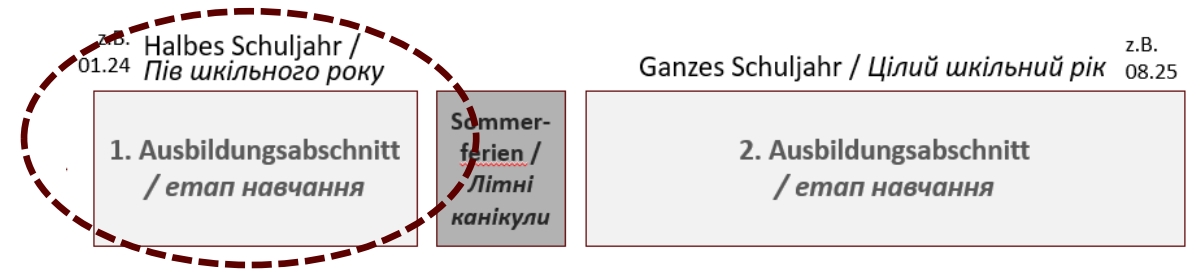 z.B.
01.24
Halbes Schuljahr /
Пів шкільного року
Ganzes Schuljahr / Цілий шкільний рік
z.B.
08.25
1. Ausbildungsabschnitt
/ етап навчання
Sommer-
ferien /
Літні
канікули
2. Ausbildungsabschnitt
/ етап навчання